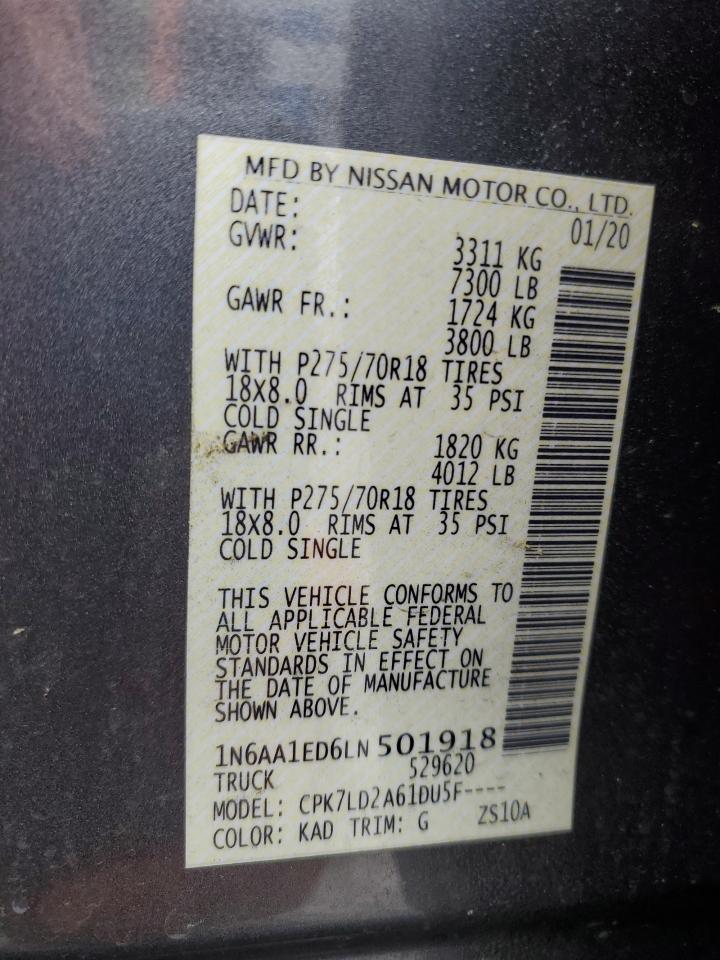 MFD BY NISSAN MOTOR CO., LTD.
DATE: 01/20
GVWR: 3311 KG
7300 LB
GAWR FR.: 1724 KG
3800 LB
WITH P275/70R18 TIRES
18X8.0 RIMS AT 35 PSI
COLD SINGLE
GAWR RR.: 1820 KG
4012 LB
WITH P275/70R18 TIRES
18X8.0 RIMS AT 35 PSI
COLD SINGLE
THIS VEHICLE CONFORMS TO
ALL APPLICABLE FEDERAL
MOTOR VEHICLE SAFETY
STANDARDS IN EFFECT ON
THE DATE OF MANUFACTURE
SHOWN ABOVE.
1N6AA1ED6LN501918
TRUCK 529620
MODEL: CPK7LD2A61DU5F----
COLOR: KAD TRIM: G ZS10A